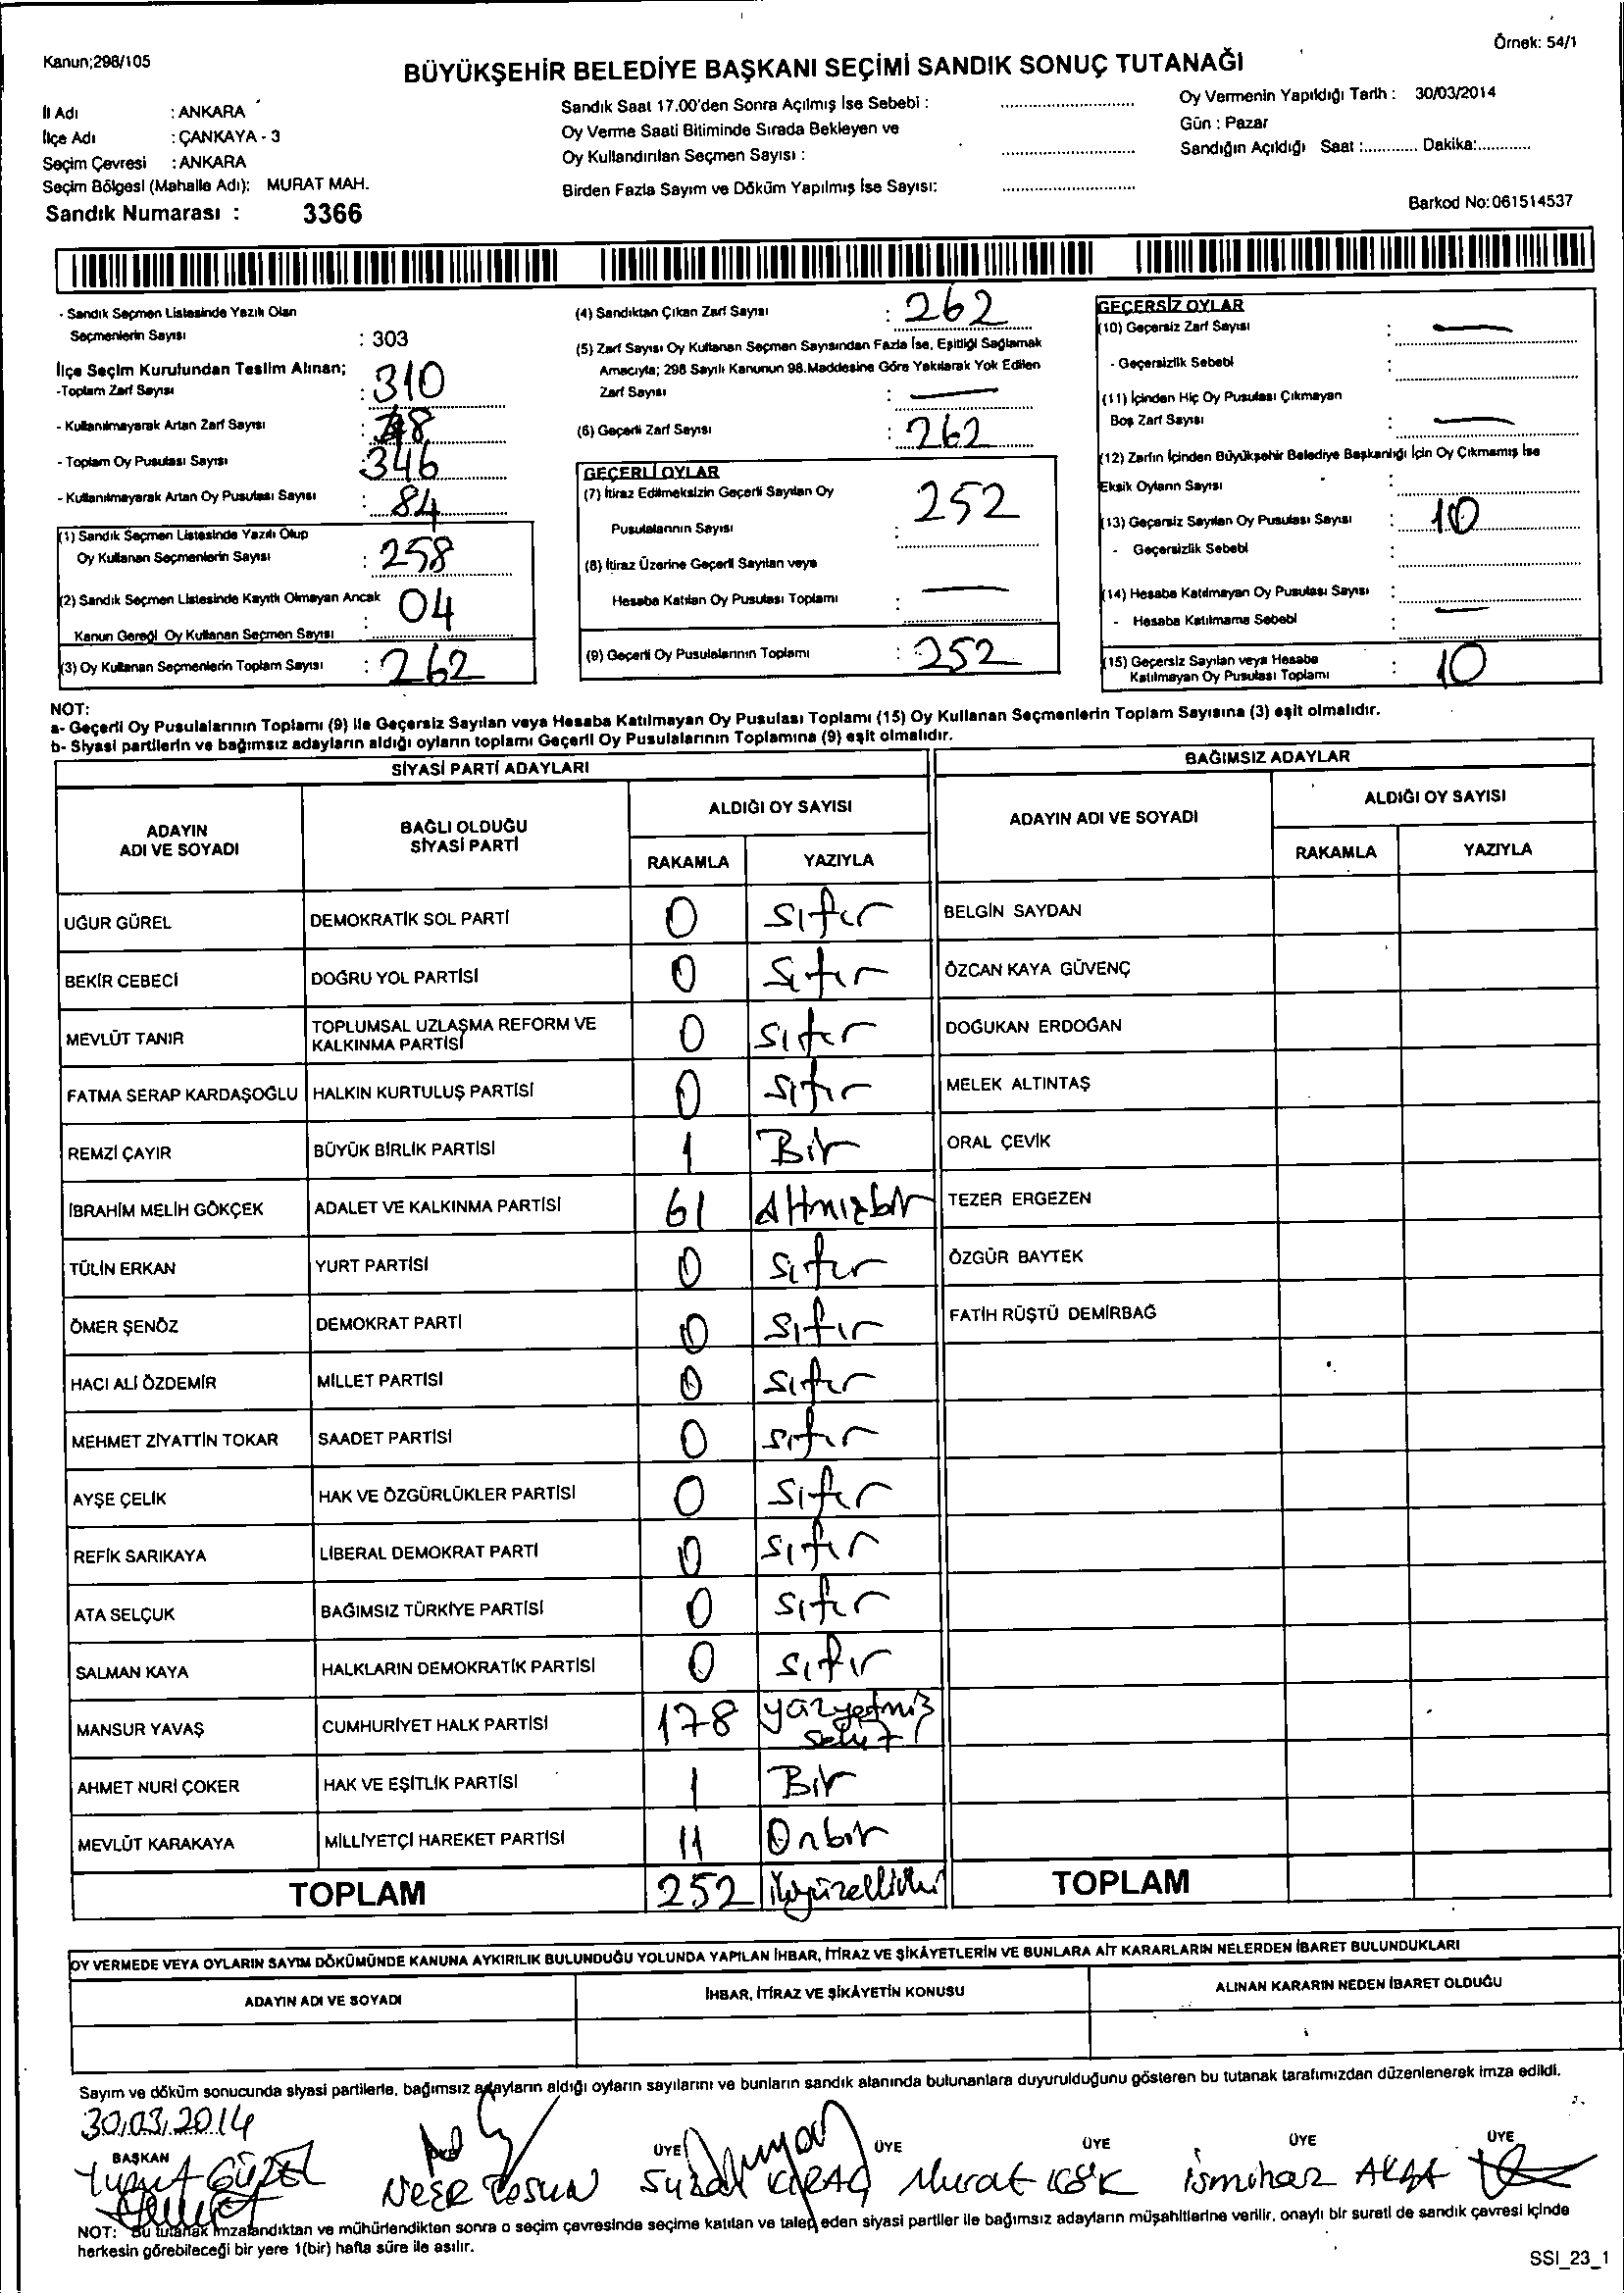 Örnek: 54/1
Kanun;298/105
BÜYÜKŞEHİR BELEDİYE BAŞKANI SEÇİMİ SANDIK SONUÇ TUTANAĞI
İl Adı : ANKARA
İlçe Adı : ÇANKAYA - 3
Seçim Çevresi : ANKARA
Seçim Bölgesi (Mahalle Adı): MURAT MAH.
Sandık Numarası : 3366
Sandık Saat 17.00'den Sonra Açılmış İse Sebebi :
Oy Verme Saati Bitiminde Sırada Bekleyen ve
Oy Kullandırılan Seçmen Sayısı :
Birden Fazla Sayım ve Döküm Yapılmış İse Sayısı:
Oy Vermenin Yapıldığı Tarih : 30/03/2014
Gün : Pazar
Sandığın Açıldığı Saat :............ Dakika:............
Barkod No:061514537
- Sandık Seçmen Listesinde Yazılı Olan
Seçmenlerin Sayısı : 303
İlçe Seçim Kurulundan Teslim Alınan;
-Toplam Zarf Sayısı : 310
- Kullanılmayarak Artan Zarf Sayısı :
- Toplam Oy Pusulası Sayısı : 346
- Kullanılmayarak Artan Oy Pusulası Sayısı : 84
(1) Sandık Seçmen Listesinde Yazılı Olup
Oy Kullanan Seçmenlerin Sayısı : 258
(2) Sandık Seçmen Listesinde Kayıtlı Olmayan Ancak
Kanun Gereği Oy Kullanan Seçmen Sayısı : 04
(3) Oy Kullanan Seçmenlerin Toplam Sayısı : 262
(4) Sandıktan Çıkan Zarf Sayısı : 262
(5) Zarf Sayısı Oy Kullanan Seçmen Sayısından Fazla İse, Eşitliği Sağlamak
Amacıyla; 298 Sayılı Kanunun 98.Maddesine Göre Yakılarak Yok Edilen
Zarf Sayısı : —
(6) Geçerli Zarf Sayısı : 262
GEÇERLİ OYLAR
(7) İtiraz Edilmeksizin Geçerli Sayılan Oy
Pusulalarının Sayısı : 252
(8) İtiraz Üzerine Geçerli Sayılan veya
Hesaba Katılan Oy Pusulası Toplamı : —
(9) Geçerli Oy Pusulalarının Toplamı : 252
GEÇERSİZ OYLAR
(10) Geçersiz Zarf Sayısı : —
- Geçersizlik Sebebi :
(11) İçinden Hiç Oy Pusulası Çıkmayan
Boş Zarf Sayısı : —
(12) Zarfın İçinden Büyükşehir Belediye Başkanlığı İçin Oy Çıkmamış İse
Eksik Oyların Sayısı :
(13) Geçersiz Sayılan Oy Pusulası Sayısı : 10
- Geçersizlik Sebebi :
(14) Hesaba Katılmayan Oy Pusulası Sayısı : —
- Hesaba Katılmama Sebebi :
(15) Geçersiz Sayılan veya Hesaba
Katılmayan Oy Pusulası Toplamı : 10
NOT:
a- Geçerli Oy Pusulalarının Toplamı (9) ile Geçersiz Sayılan veya Hesaba Katılmayan Oy Pusulası Toplamı (15) Oy Kullanan Seçmenlerin Toplam Sayısına (3) eşit olmalıdır.
b- Siyasi partilerin ve bağımsız adayların aldığı oyların toplamı Geçerli Oy Pusulalarının Toplamına (9) eşit olmalıdır.
SİYASİ PARTİ ADAYLARI
BAĞIMSIZ ADAYLAR
ADAYIN ADI VE SOYADI
BAĞLI OLDUĞU SİYASİ PARTİ
ALDIĞI OY SAYISI
RAKAMLA YAZIYLA
ADAYIN ADI VE SOYADI
ALDIĞI OY SAYISI
RAKAMLA YAZIYLA
UĞUR GÜREL DEMOKRATİK SOL PARTİ 0 Sıfır BELGİN SAYDAN
BEKİR CEBECİ DOĞRU YOL PARTİSİ 0 Sıfır ÖZCAN KAYA GÜVENÇ
MEVLÜT TANIR TOPLUMSAL UZLAŞMA REFORM VE KALKINMA PARTİSİ 0 Sıfır DOĞUKAN ERDOĞAN
FATMA SERAP KARDAŞOĞLU HALKIN KURTULUŞ PARTİSİ 0 Sıfır MELEK ALTINTAŞ
REMZİ ÇAYIR BÜYÜK BİRLİK PARTİSİ 1 Bir ORAL ÇEVİK
İBRAHİM MELİH GÖKÇEK ADALET VE KALKINMA PARTİSİ 61 Altmışbir TEZER ERGEZEN
TÜLİN ERKAN YURT PARTİSİ 0 Sıfır ÖZGÜR BAYTEK
ÖMER ŞENÖZ DEMOKRAT PARTİ 0 Sıfır FATİH RÜŞTÜ DEMİRBAĞ
HACI ALİ ÖZDEMİR MİLLET PARTİSİ 0 Sıfır
MEHMET ZİYATTİN TOKAR SAADET PARTİSİ 0 Sıfır
AYŞE ÇELİK HAK VE ÖZGÜRLÜKLER PARTİSİ 0 Sıfır
REFİK SARIKAYA LİBERAL DEMOKRAT PARTİ 0 Sıfır
ATA SELÇUK BAĞIMSIZ TÜRKİYE PARTİSİ 0 Sıfır
SALMAN KAYA HALKLARIN DEMOKRATİK PARTİSİ 0 Sıfır
MANSUR YAVAŞ CUMHURİYET HALK PARTİSİ 178 yüzyetmiş sekiz
AHMET NURİ ÇOKER HAK VE EŞİTLİK PARTİSİ 1 Bir
MEVLÜT KARAKAYA MİLLİYETÇİ HAREKET PARTİSİ 11 Onbir
TOPLAM 252 ikiyüzelliiki TOPLAM
OY VERMEDE VEYA OYLARIN SAYIM DÖKÜMÜNDE KANUNA AYKIRILIK BULUNDUĞU YOLUNDA YAPILAN İHBAR, İTİRAZ VE ŞİKÂYETLERİN VE BUNLARA AİT KARARLARIN NELERDEN İBARET BULUNDUKLARI
ADAYIN ADI VE SOYADI İHBAR, İTİRAZ VE ŞİKÂYETİN KONUSU ALINAN KARARIN NEDEN İBARET OLDUĞU
Sayım ve döküm sonucunda siyasi partilerle, bağımsız adayların aldığı oyların sayılarını ve bunların sandık alanında bulunanlara duyurulduğunu gösteren bu tutanak tarafımızdan düzenlenerek imza edildi.
30.03.2014
BAŞKAN ÜYE ÜYE ÜYE ÜYE ÜYE
Murat KÖK
NOT: Bu tutanak imzalandıktan ve mühürlendikten sonra o seçim çevresinde seçime katılan ve talep eden siyasi partiler ile bağımsız adayların müşahitlerine verilir, onaylı bir sureti de sandık çevresi içinde
herkesin görebileceği bir yere 1(bir) hafta süre ile asılır.
SSI_23_1